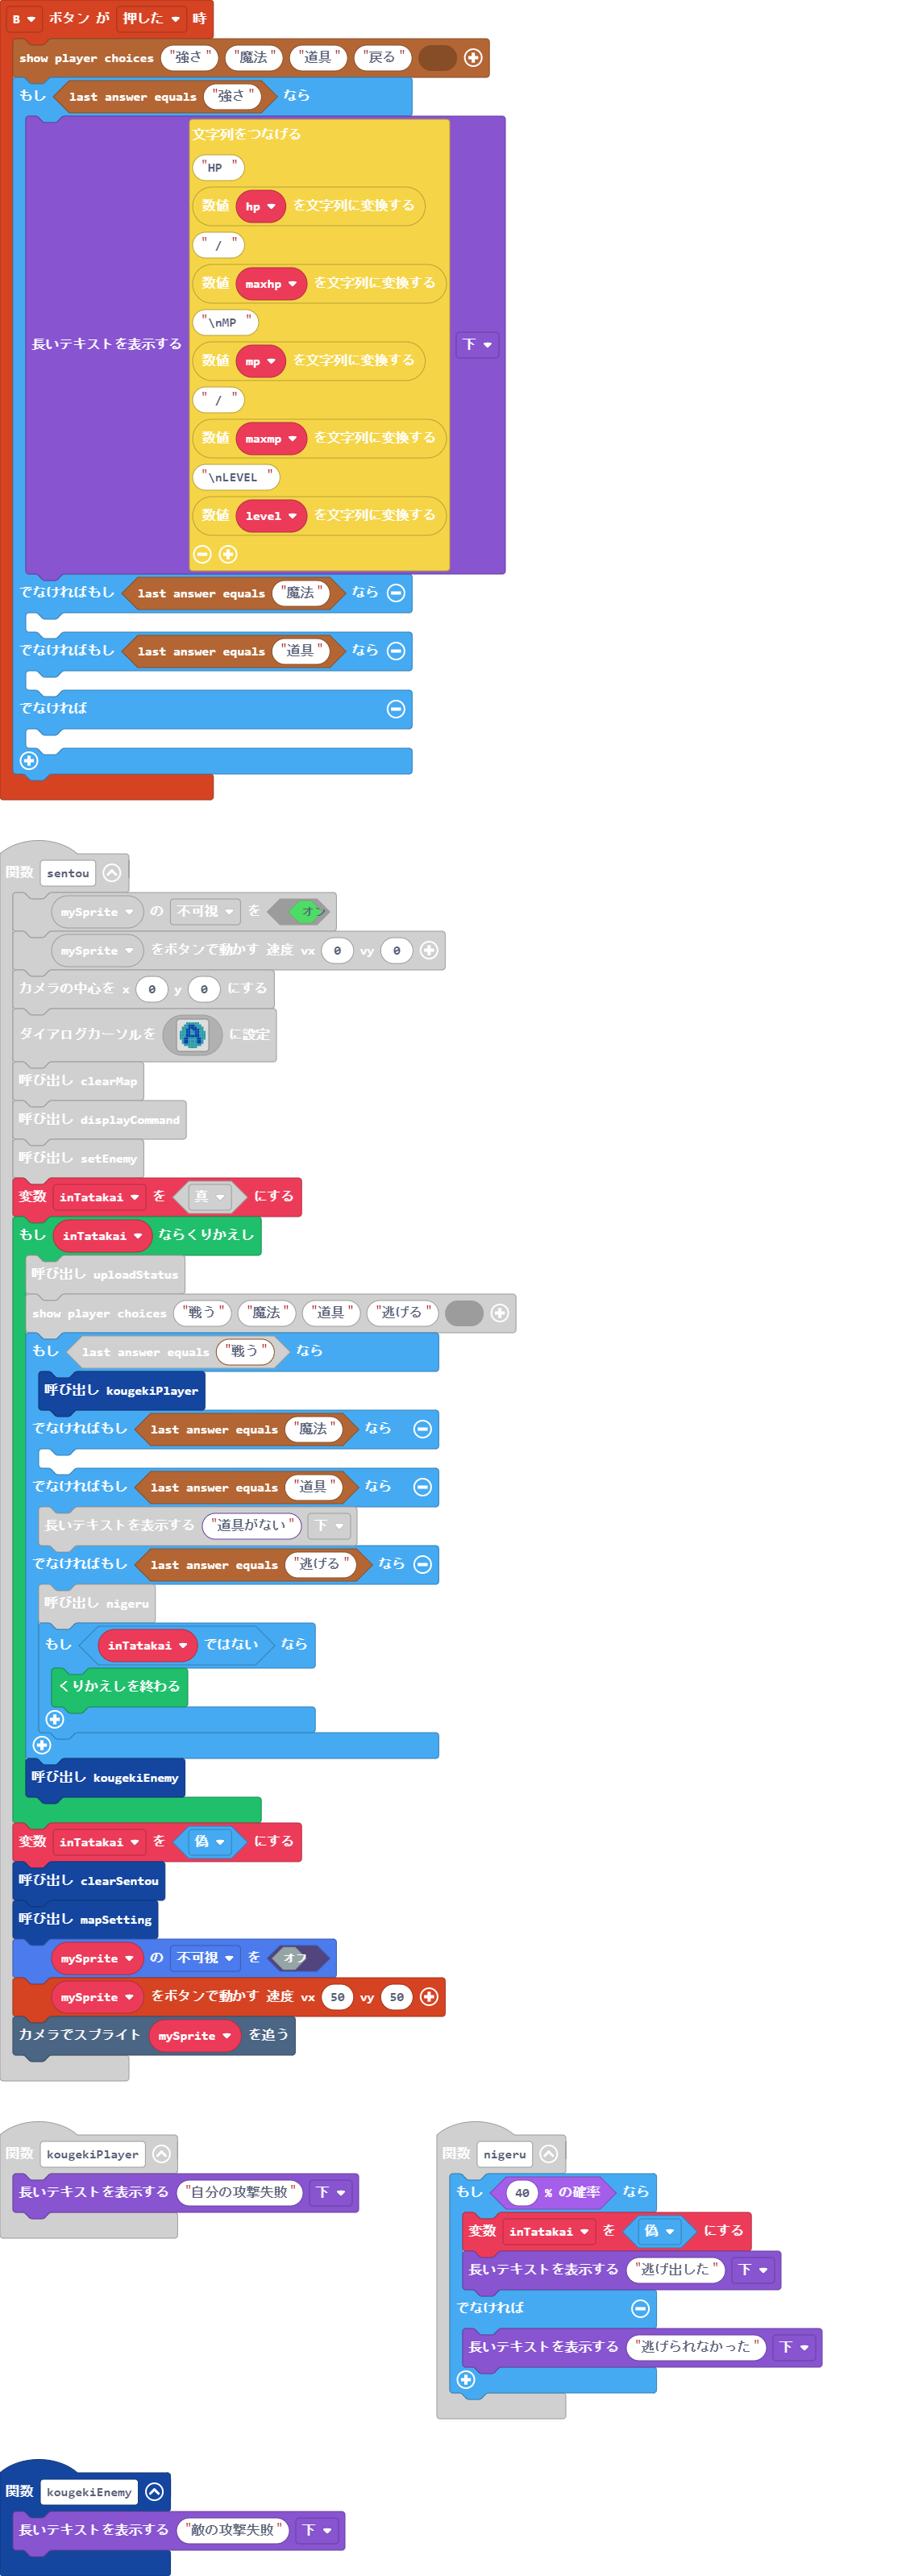 B ボタン が 押した 時
show player choices "強さ" "魔法" "道具" "戻る"
もし last answer equals "強さ" なら
文字列をつなげる
"HP "
数値 hp を文字列に変換する
" / "
数値 maxhp を文字列に変換する
"\nMP "
長いテキストを表示する 下
数値 mp を文字列に変換する
" / "
数値 maxmp を文字列に変換する
"\nLEVEL "
数値 level を文字列に変換する
でなければもし last answer equals "魔法" なら
でなければもし last answer equals "道具" なら
でなければ
関数 sentou
mySprite の 不可視 を オン
mySprite をボタンで動かす 速度 vx 0 vy 0
カメラの中心を x 0 y 0 にする
ダイアログカーソルを A に設定
呼び出し clearMap
呼び出し displayCommand
呼び出し setEnemy
変数 inTatakai を 真 にする
もし inTatakai ならくりかえし
呼び出し uploadStatus
show player choices "戦う" "魔法" "道具" "逃げる"
もし last answer equals "戦う" なら
呼び出し kougekiPlayer
でなければもし last answer equals "魔法" なら
でなければもし last answer equals "道具" なら
長いテキストを表示する "道具がない" 下
でなければもし last answer equals "逃げる" なら
呼び出し nigeru
もし inTatakai ではない なら
くりかえしを終わる
呼び出し kougekiEnemy
変数 inTatakai を 偽 にする
呼び出し clearSentou
呼び出し mapSetting
mySprite の 不可視 を オフ
mySprite をボタンで動かす 速度 vx 50 vy 50
カメラでスプライト mySprite を追う
関数 kougekiPlayer
長いテキストを表示する "自分の攻撃失敗" 下
関数 nigeru
もし 40 % の確率 なら
変数 inTatakai を 偽 にする
長いテキストを表示する "逃げ出した" 下
でなければ
長いテキストを表示する "逃げられなかった" 下
関数 kougekiEnemy
長いテキストを表示する "敵の攻撃失敗" 下